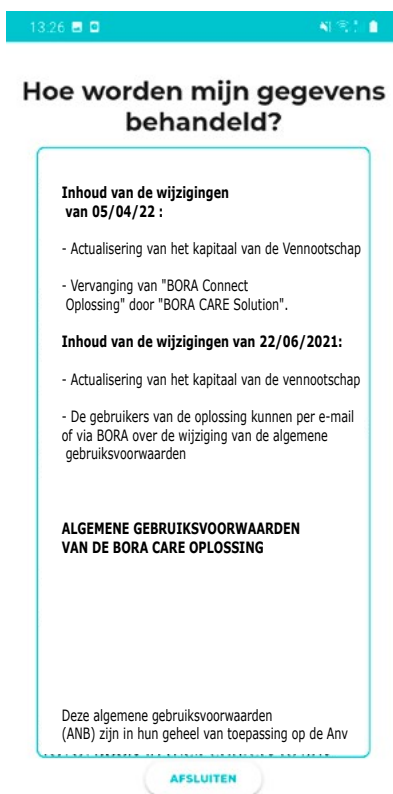 13.26
Hoe worden mijn gegevens
behandeld?
Inhoud van de wijzigingen
van 05/04/22 :
- Actualisering van het kapitaal van de Vennootschap
- Vervanging van "BORA Connect
Oplossing" door "BORA CARE Solution".
Inhoud van de wijzigingen van 22/06/2021:
- Actualisering van het kapitaal van de vennootschap
- De gebruikers van de oplossing kunnen per e-mail
of via BORA over de wijziging van de algemene
gebruiksvoorwaarden
ALGEMENE GEBRUIKSVOORWAARDEN
VAN DE BORA CARE OPLOSSING
Deze algemene gebruiksvoorwaarden
(ANB) zijn in hun geheel van toepassing op de Anv
AFSLUITEN